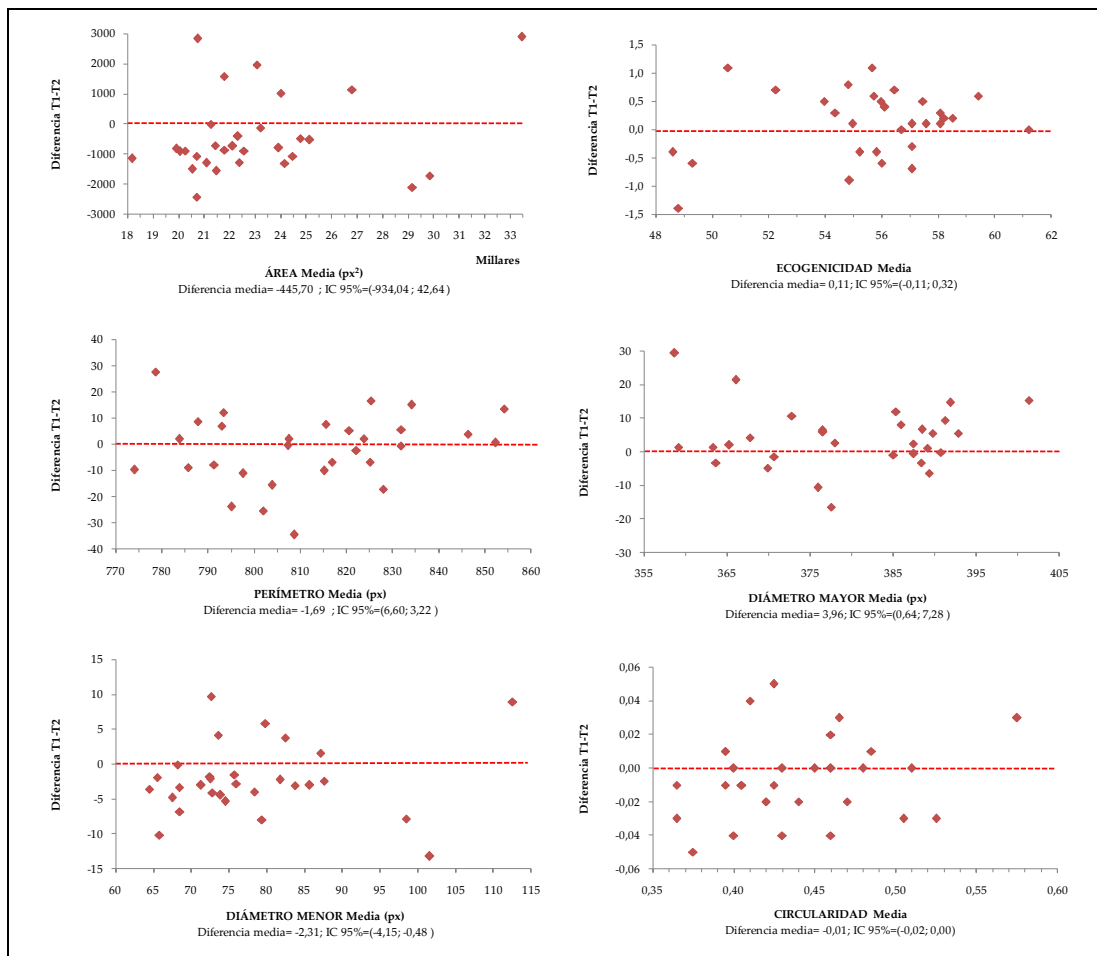 3000
2000
1000
0
-1000
-2000
-3000
Diferencia T1-T2
18 20 21 22 23 24 25 26 28 29 30 31 33
Millares
ÁREA Media (px²)
Diferencia media= -445,70 ; IC 95%=(-934,04 ; 42,64 )
1,5
1,0
0,5
0,0
-0,5
-1,0
-1,5
Diferencia T1-T2
48 50 52 54 56 58 60 62
ECOGENICIDAD Media
Diferencia media= 0,11; IC 95%=(-0,11; 0,32)
40
30
20
10
0
-10
-20
-30
-40
Diferencia T1-T2
770 780 790 800 810 820 830 840 850 860
PERÍMETRO Media (px)
Diferencia media= -1,69 ; IC 95%=(6,60; 3,22 )
30
20
10
0
-10
-20
-30
Diferencia T1-T2
355 365 375 385 395 405
DIÁMETRO MAYOR Media (px)
Diferencia media= 3,96; IC 95%=(0,64; 7,28 )
15
10
5
0
-5
-10
-15
Diferencia T1-T2
60 65 70 75 80 85 90 95 100 105 110 115
DIÁMETRO MENOR Media (px)
Diferencia media= -2,31; IC 95%=(-4,15; -0,48 )
0,06
0,04
0,02
0,00
-0,02
-0,04
-0,06
Diferencia T1-T2
0,35 0,40 0,45 0,50 0,55 0,60
CIRCULARIDAD Media
Diferencia media= -0,01; IC 95%=(-0,02; 0,00)